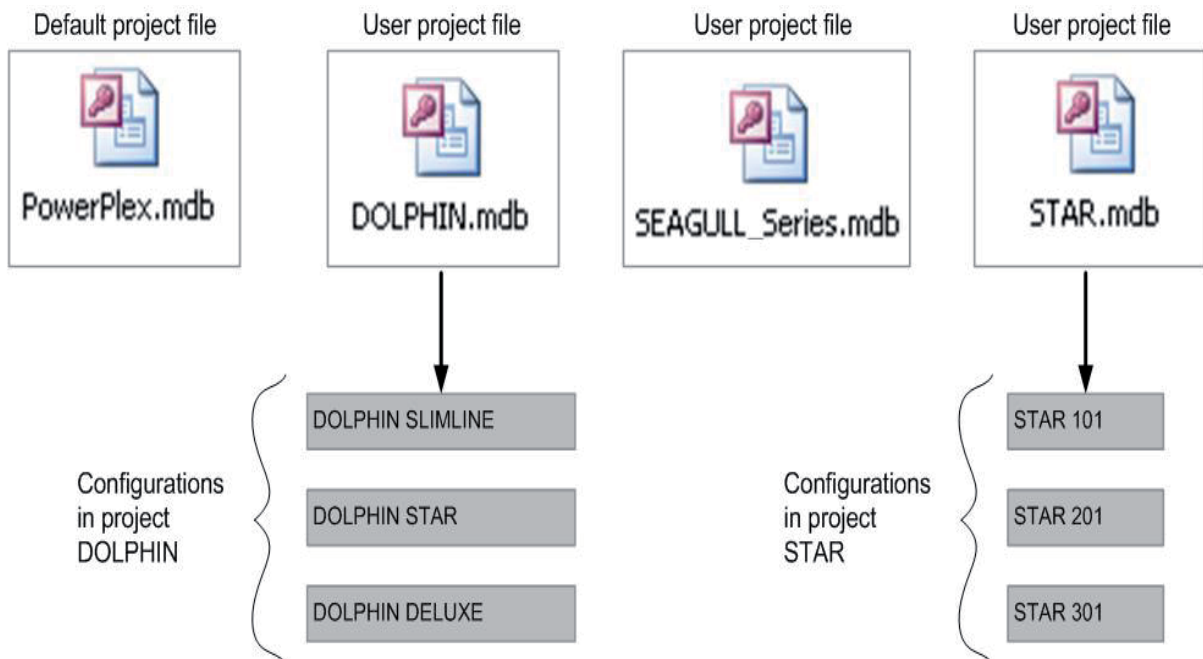 Default project file
User project file
User project file
User project file
PowerPlex.mdb
DOLPHIN.mdb
SEAGULL_Series.mdb
STAR.mdb
Configurations
in project
DOLPHIN
DOLPHIN SLIMLINE
DOLPHIN STAR
DOLPHIN DELUXE
Configurations
in project
STAR
STAR 101
STAR 201
STAR 301